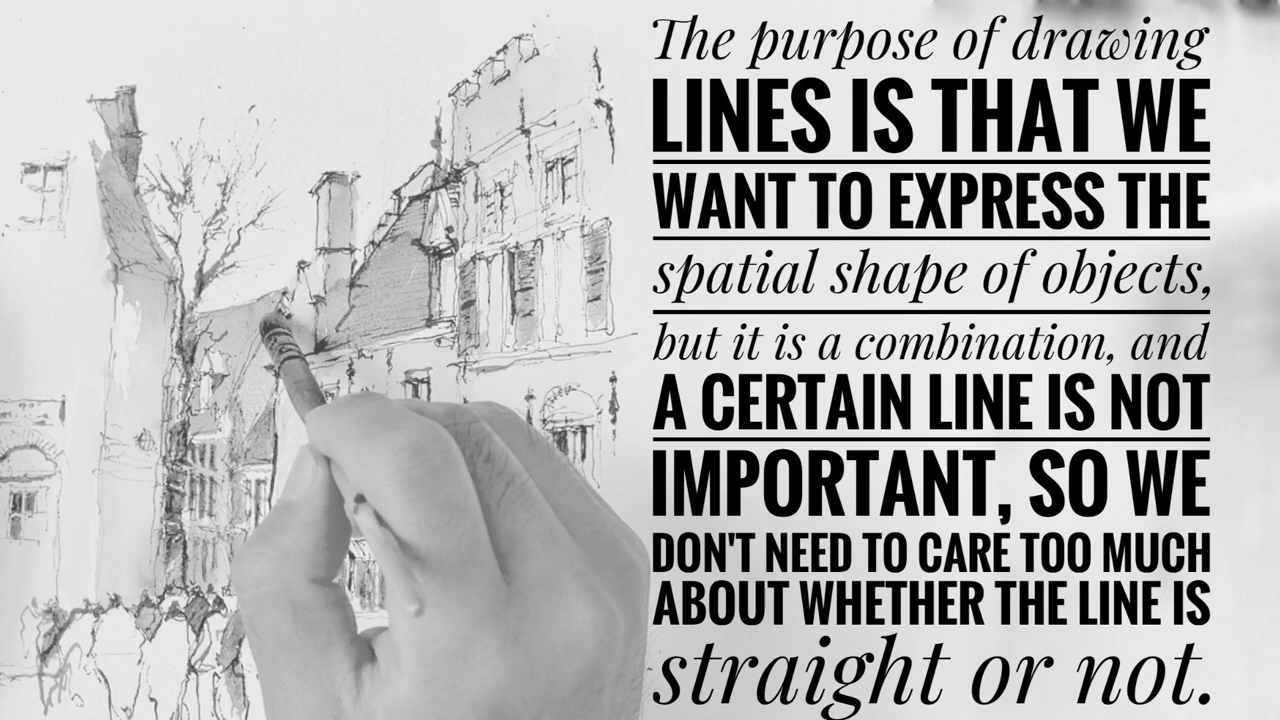 The purpose of drawing
LINES IS THAT WE
WANT TO EXPRESS THE
spatial shape of objects,
but it is a combination, and
A CERTAIN LINE IS NOT
IMPORTANT, SO WE
DON'T NEED TO CARE TOO MUCH
ABOUT WHETHER THE LINE IS
straight or not.